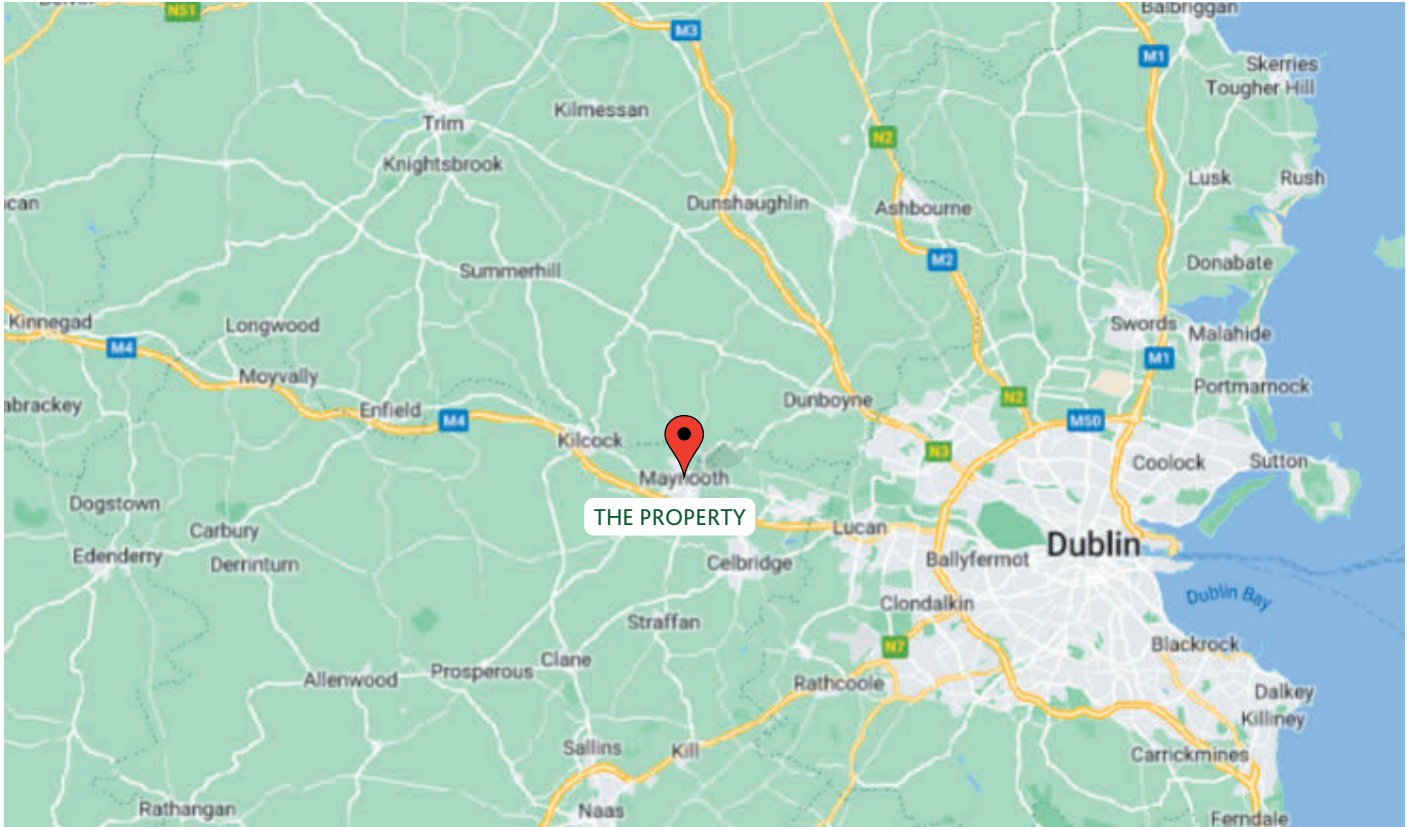 N51
Balbriggan
M3
M1
Skerries
Tougher Hill
Kilmessan
Trim
N2
Knightsbrook
Lusk
Rush
Dunshaughlin
Ashbourne
M2
Donabate
Summerhill
Kinnegad
Longwood
Swords
Malahide
M4
M1
Moyvally
Portmarnock
Dunboyne
N2
Enfield
M4
M50
Kilcock
N3
Coolock
Sutton
Maynooth
THE PROPERTY
Dogstown
Lucan
Carbury
Dublin
Edenderry
Derrinturn
Celbridge
Ballyfermot
Dublin Bay
Clondalkin
Straffan
N7
Blackrock
Clane
Prosperous
Allenwood
Rathcoole
Dalkey
Killiney
Sallins
Kill
Carrickmines
Rathangan
Naas
Ferndale